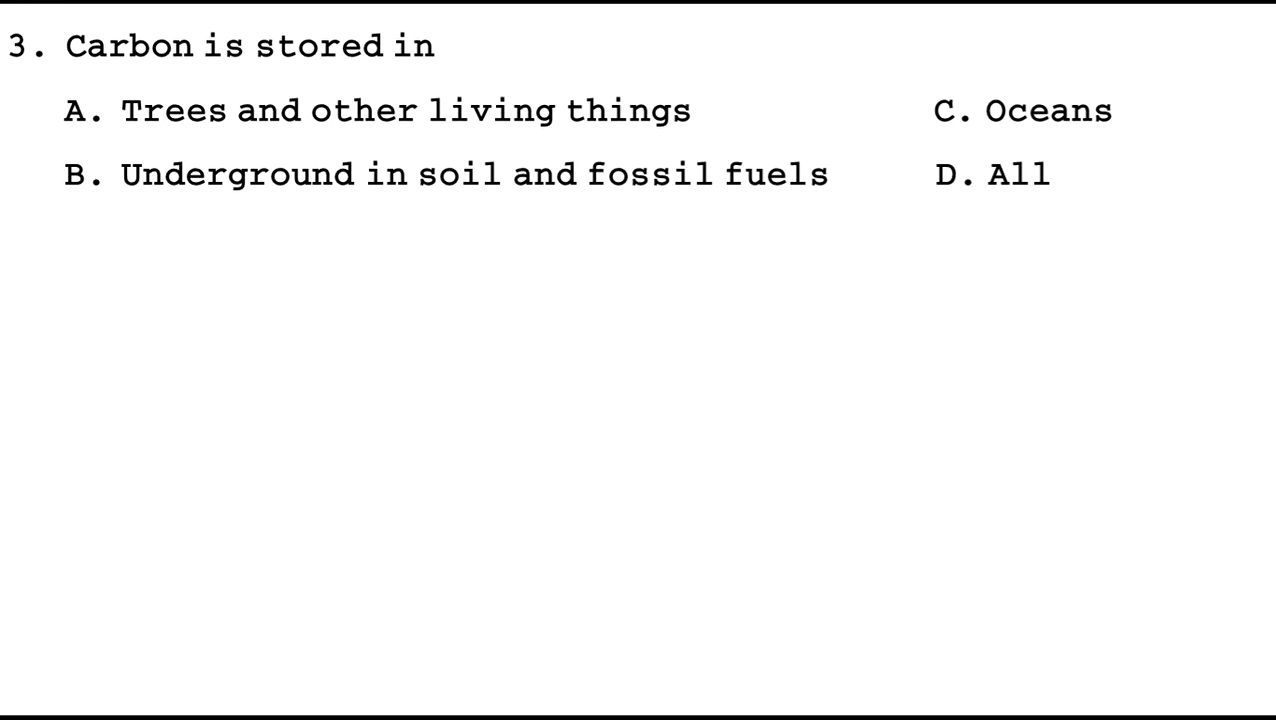 3. Carbon is stored in
A. Trees and other living things C. Oceans
B. Underground in soil and fossil fuels D. All